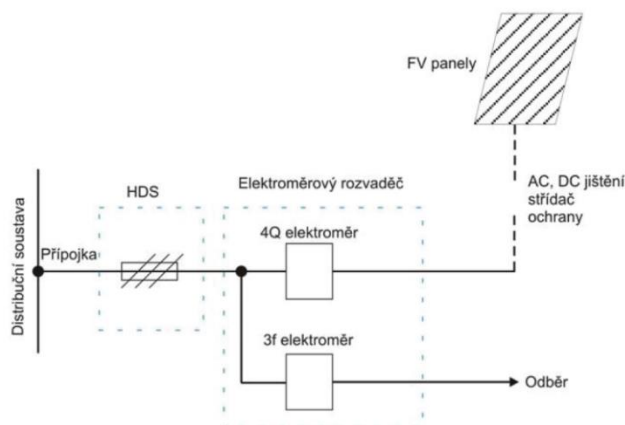 FV panely
AC, DC jištění
střídač
ochrany
HDS
Elektroměrový rozvaděč
4Q elektroměr
Přípojka
Distribuční soustava
3f elektroměr
Odběr